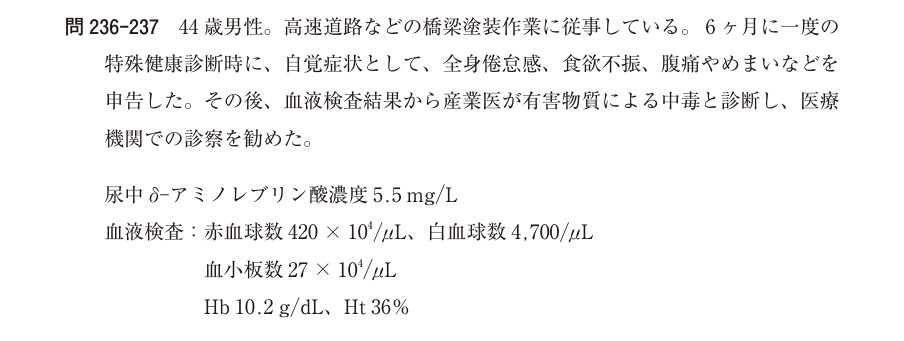 問 236-237 44 歳男性。高速道路などの橋梁塗装作業に従事している。6 ヶ月に一度の
特殊健康診断時に、自覚症状として、全身倦怠感、食欲不振、腹痛やめまいなどを
申告した。その後、血液検査結果から産業医が有害物質による中毒と診断し、医療
機関での診察を勧めた。
尿中 δ-アミノレブリン酸濃度 5.5 mg/L
血液検査：赤血球数 420 × 10⁴/μL、白血球数 4,700/μL
血小板数 27 × 10⁴/μL
Hb 10.2 g/dL、Ht 36%